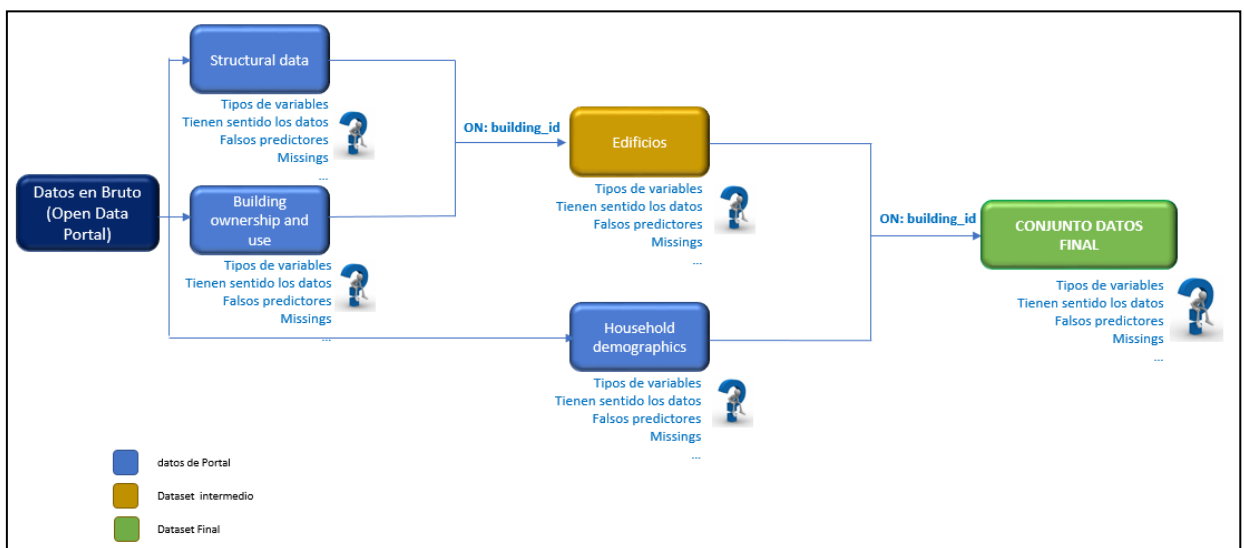 Structural data
Tipos de variables
Tienen sentido los datos
Falsos predictores
Missings
...
ON: building_id
Edificios
Tipos de variables
Tienen sentido los datos
Falsos predictores
Missings
...
Datos en Bruto
(Open Data
Portal)
Building
ownership and
use
Tipos de variables
Tienen sentido los datos
Falsos predictores
Missings
...
ON: building_id
CONJUNTO DATOS
FINAL
Tipos de variables
Tienen sentido los datos
Falsos predictores
Missings
...
Household
demographics
Tipos de variables
Tienen sentido los datos
Falsos predictores
Missings
...
datos de Portal
Dataset intermedio
Dataset Final